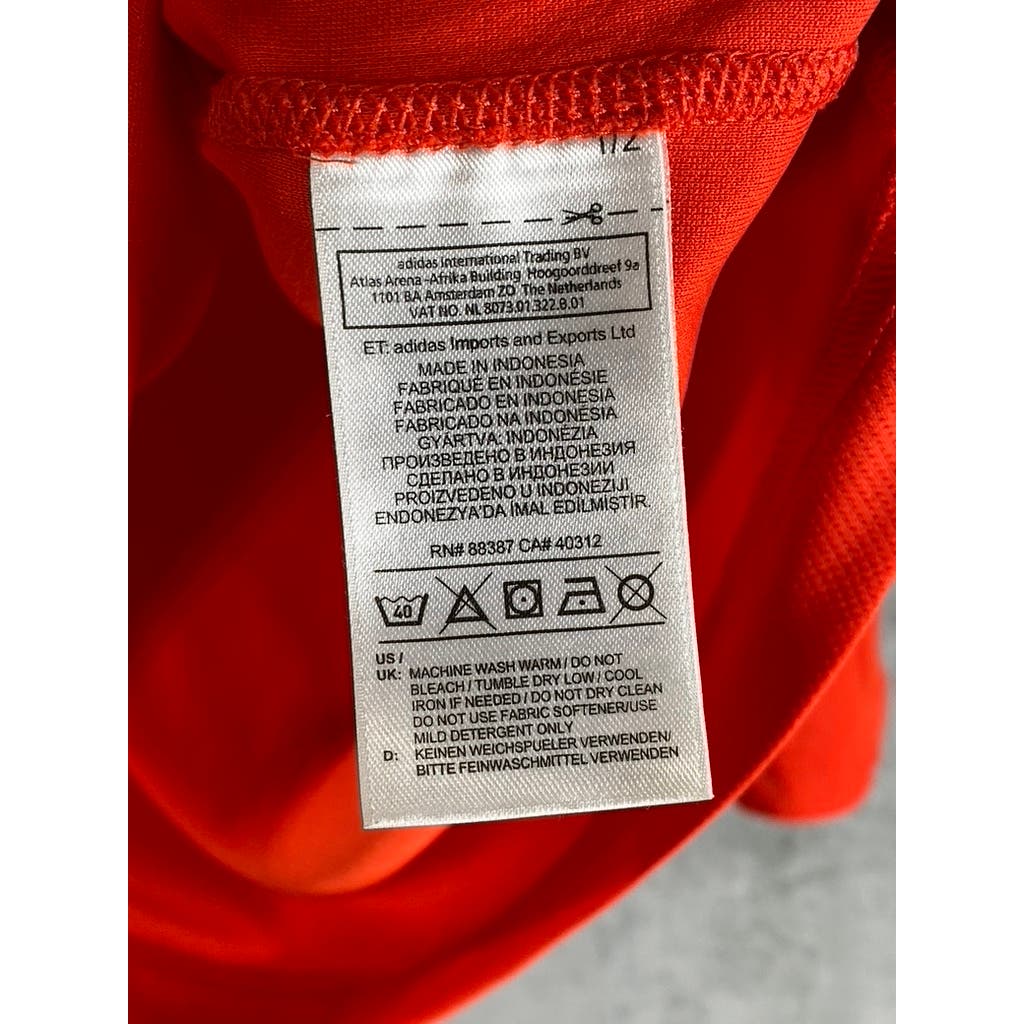 1/2
adidas International Trading BV
Atlas Arena -Afrika Building Hoogoorddreef 9a
1101 BA Amsterdam ZO The Netherlands
VAT NO. NL 8073.01.322.B.01
ET: adidas Imports and Exports Ltd
MADE IN INDONESIA
FABRIQUÉ EN INDONÉSIE
FABRICADO EN INDONESIA
FABRICADO NA INDONÉSIA
GYÁRTVA: INDONÉZIA
ПРОИЗВЕДЕНО В ИНДОНЕЗИЯ
СДЕЛАНО В ИНДОНЕЗИИ
PROIZVEDENO U INDONEZIJI
ENDONEZYA'DA İMAL EDİLMİŞTİR.
RN# 88387 CA# 40312
40
US /
UK: MACHINE WASH WARM / DO NOT
BLEACH / TUMBLE DRY LOW / COOL
IRON IF NEEDED / DO NOT DRY CLEAN
DO NOT USE FABRIC SOFTENER/USE
MILD DETERGENT ONLY
D: KEINEN WEICHSPUELER VERWENDEN/
BITTE FEINWASCHMITTEL VERWENDEN